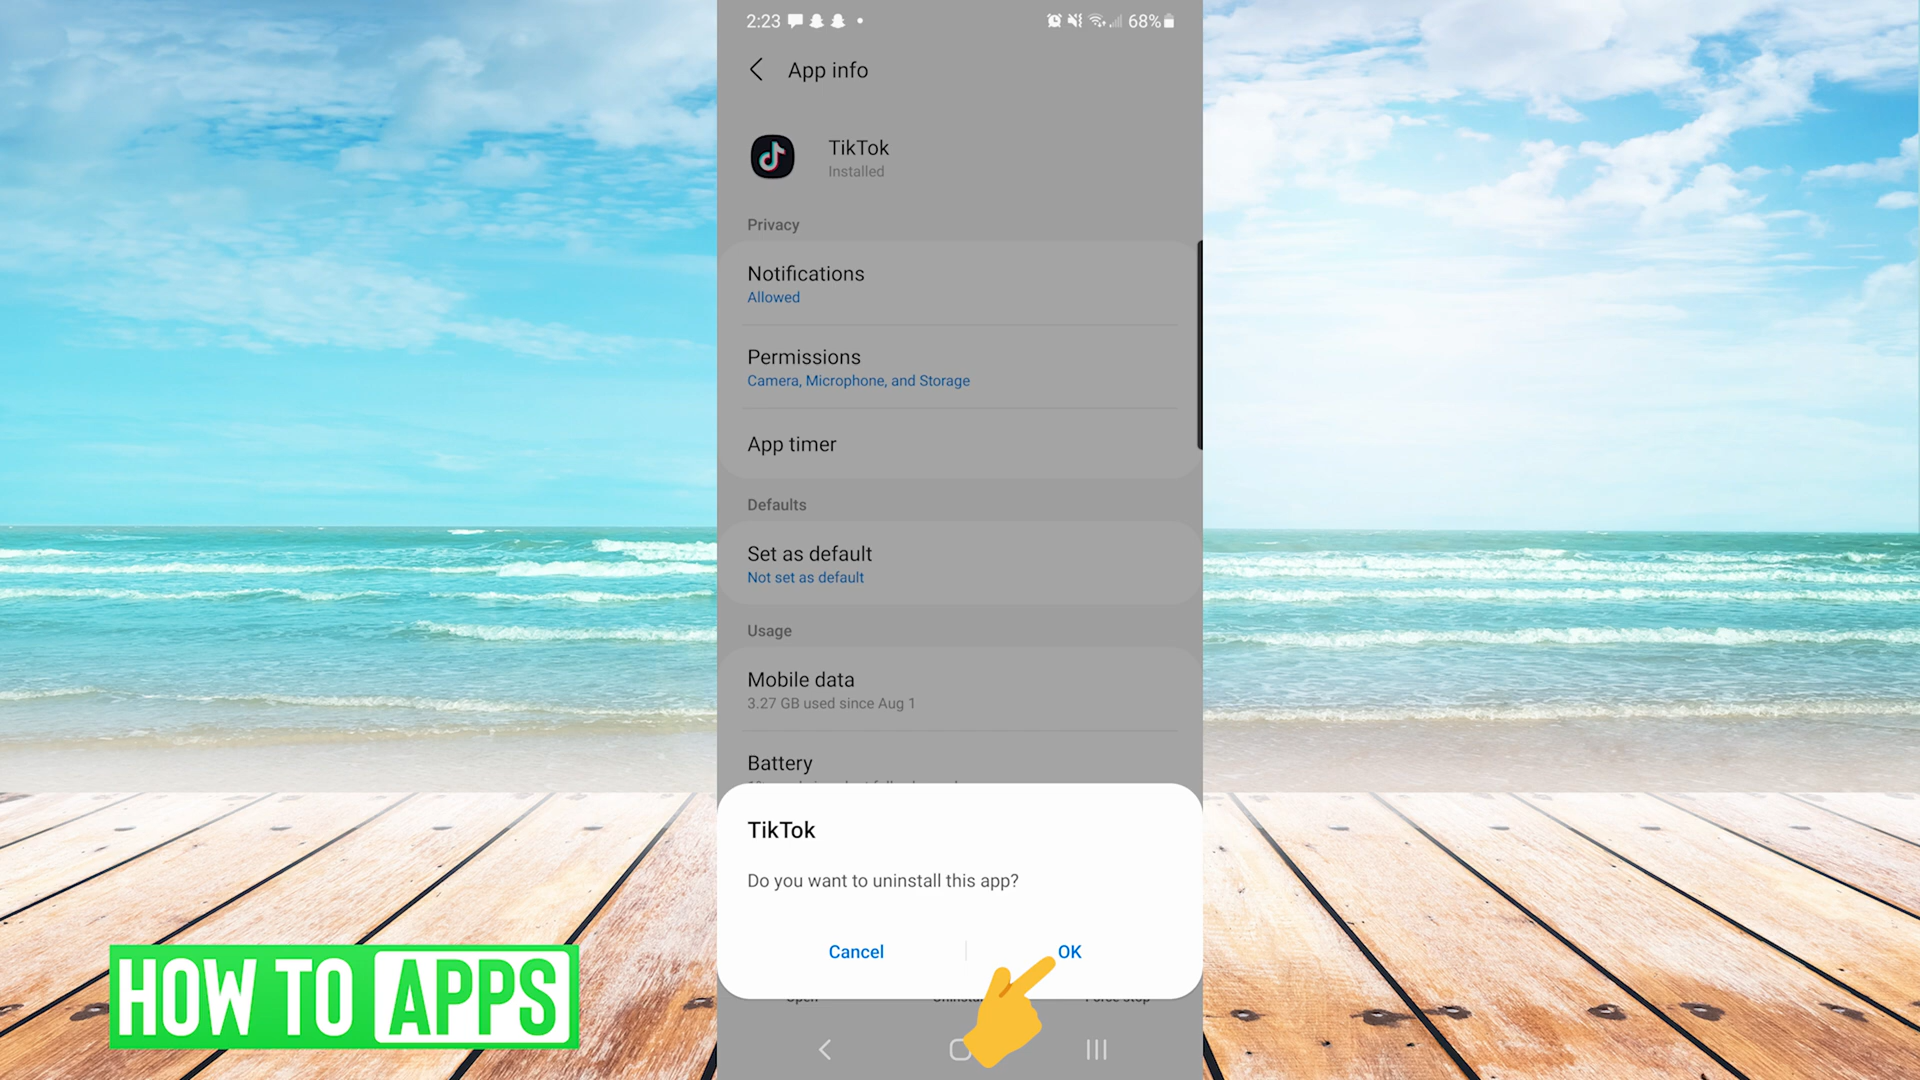 2:23
68%
App info
TikTok
Installed
Privacy
Notifications
Allowed
Permissions
Camera, Microphone, and Storage
App timer
Defaults
Set as default
Not set as default
Usage
Mobile data
3.27 GB used since Aug 1
Battery
TikTok
Do you want to uninstall this app?
Cancel
OK
HOW TO APPS